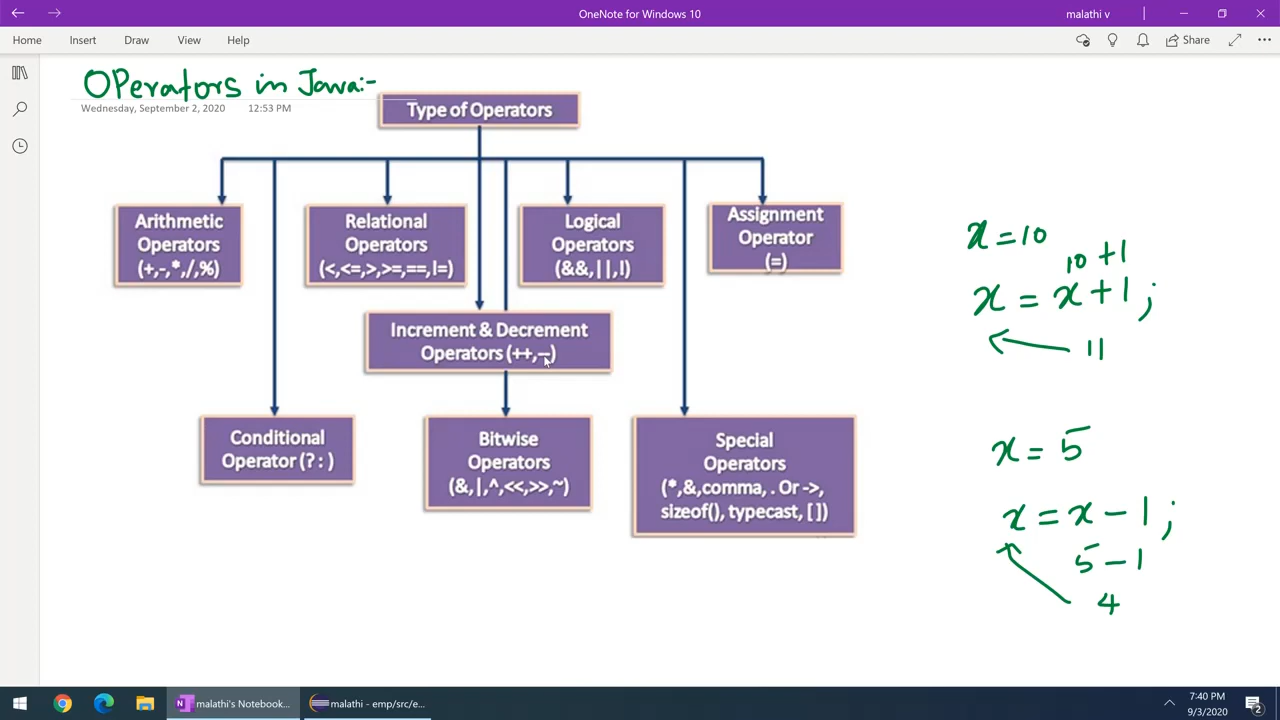 OneNote for Windows 10
malathi v
Home Insert Draw View Help
Share
OPerators in Java:-
Wednesday, September 2, 2020 12:53 PM
Type of Operators
Arithmetic
Operators
(+,-,*,/,%)
Relational
Operators
(<,<=,>,>=,==,!=)
Logical
Operators
(&&,||,!)
Assignment
Operator
(=)
Increment & Decrement
Operators (++,--)
Conditional
Operator (? : )
Bitwise
Operators
(&,|,^,<<,>>,~)
Special
Operators
(*,&,comma, . Or ->,
sizeof(), typecast, [ ])
x = 10
10 + 1
x = x + 1 ;
11
x = 5
x = x - 1 ;
5 - 1
4
malathi's Notebook...
malathi - emp/src/e...
7:40 PM
9/3/2020
2